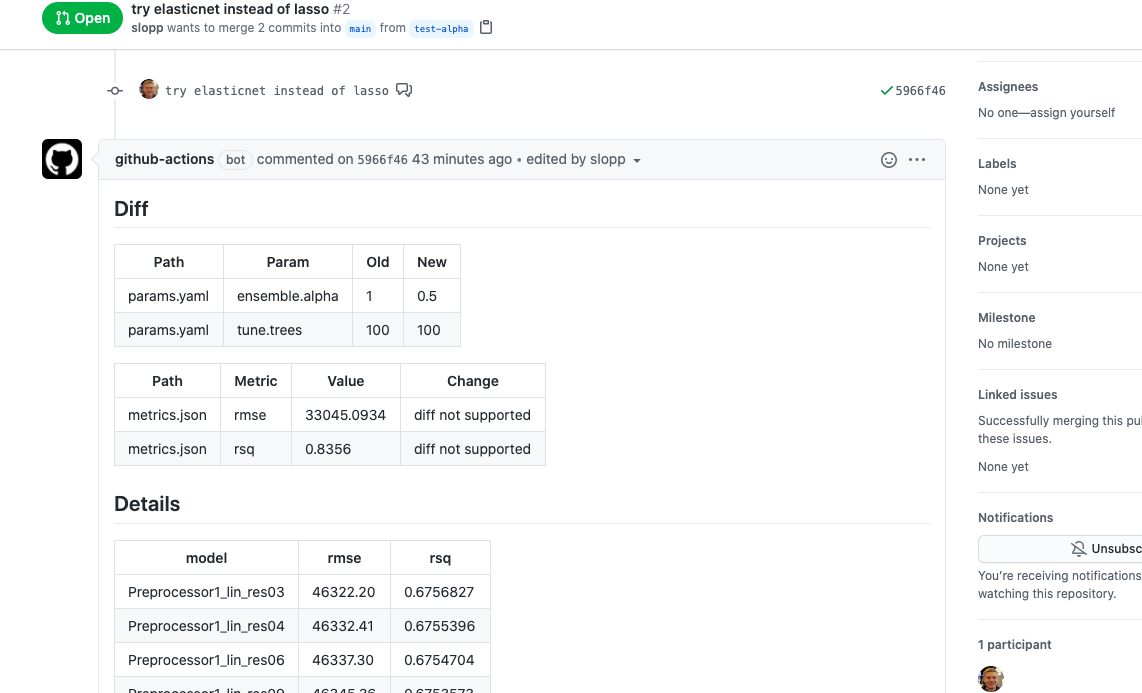 Open
try elasticnet instead of lasso #2
slopp wants to merge 2 commits into main from test-alpha
try elasticnet instead of lasso
5966f46
github-actions bot commented on 5966f46 43 minutes ago • edited by slopp
Diff
Path Param Old New
params.yaml ensemble.alpha 1 0.5
params.yaml tune.trees 100 100
Path Metric Value Change
metrics.json rmse 33045.0934 diff not supported
metrics.json rsq 0.8356 diff not supported
Details
model rmse rsq
Preprocessor1_lin_res03 46322.20 0.6756827
Preprocessor1_lin_res04 46332.41 0.6755396
Preprocessor1_lin_res06 46337.30 0.6754704
Assignees
No one—assign yourself
Labels
None yet
Projects
None yet
Milestone
No milestone
Linked issues
Successfully merging this pu
these issues.
None yet
Notifications
Unsubsc
You're receiving notifications
watching this repository.
1 participant